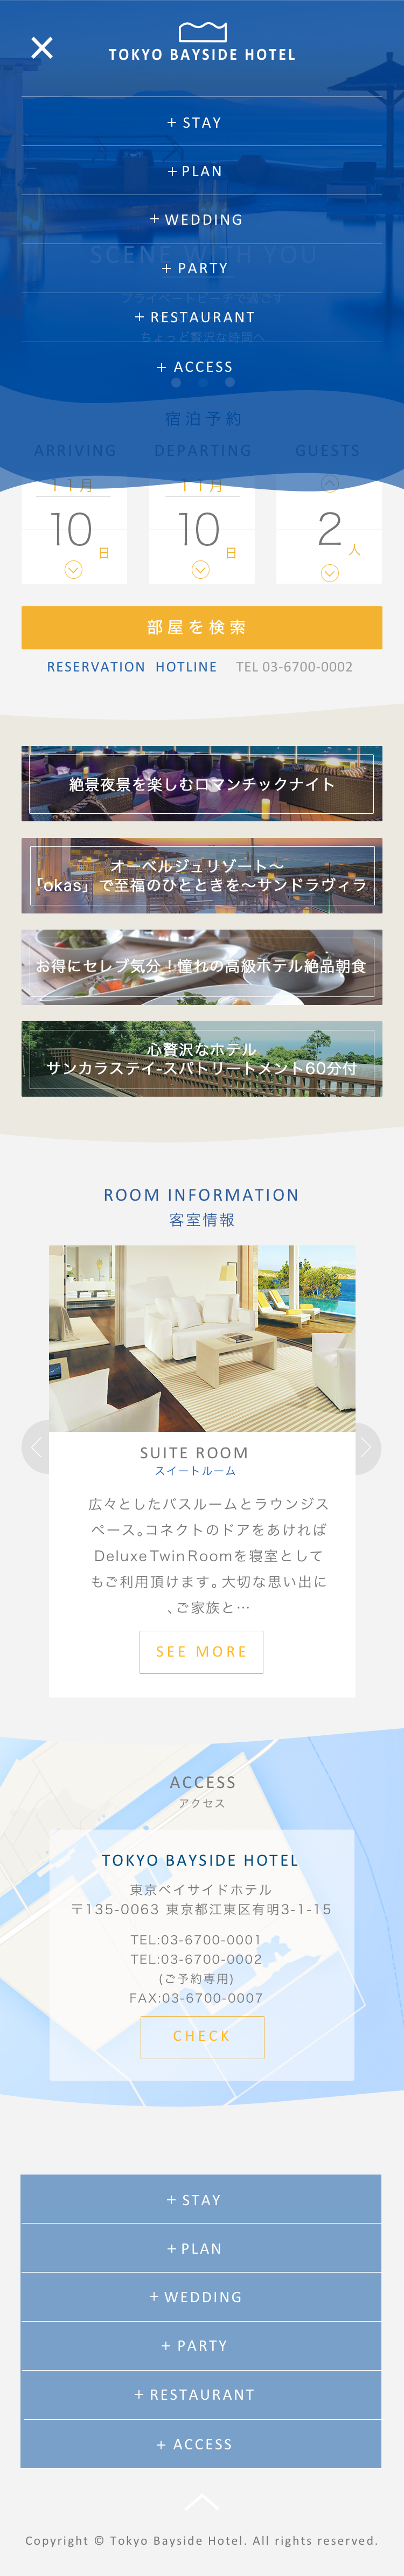 TOKYO BAYSIDE HOTEL
+ STAY
+ PLAN
+ WEDDING
SCENE WITH YOU
+ PARTY
プライベートビーチで過ごす
+ RESTAURANT
ちょっと贅沢な時間へ
+ ACCESS
宿泊予約
ARRIVING DEPARTING GUESTS
11月 11月
10日 10日 2人
部屋を検索
RESERVATION HOTLINE TEL 03-6700-0002
絶景夜景を楽しむロマンチックナイト
オーベルジュリゾート〜
「okas」で至福のひとときを〜サンドラヴィラ
お得にセレブ気分！憧れの高級ホテル絶品朝食
心贅沢なホテル
サンカラステイ-スパトリートメント60分付
ROOM INFORMATION
客室情報
SUITE ROOM
スイートルーム
広々としたバスルームとラウンジス
ペース。コネクトのドアをあければ
Deluxe Twin Roomを寝室として
もご利用頂けます。大切な思い出に
、ご家族と…
SEE MORE
ACCESS
アクセス
TOKYO BAYSIDE HOTEL
東京ベイサイドホテル
〒135-0063 東京都江東区有明3-1-15
TEL:03-6700-0001
TEL:03-6700-0002
(ご予約専用)
FAX:03-6700-0007
CHECK
+ STAY
+ PLAN
+ WEDDING
+ PARTY
+ RESTAURANT
+ ACCESS
Copyright © Tokyo Bayside Hotel. All rights reserved.